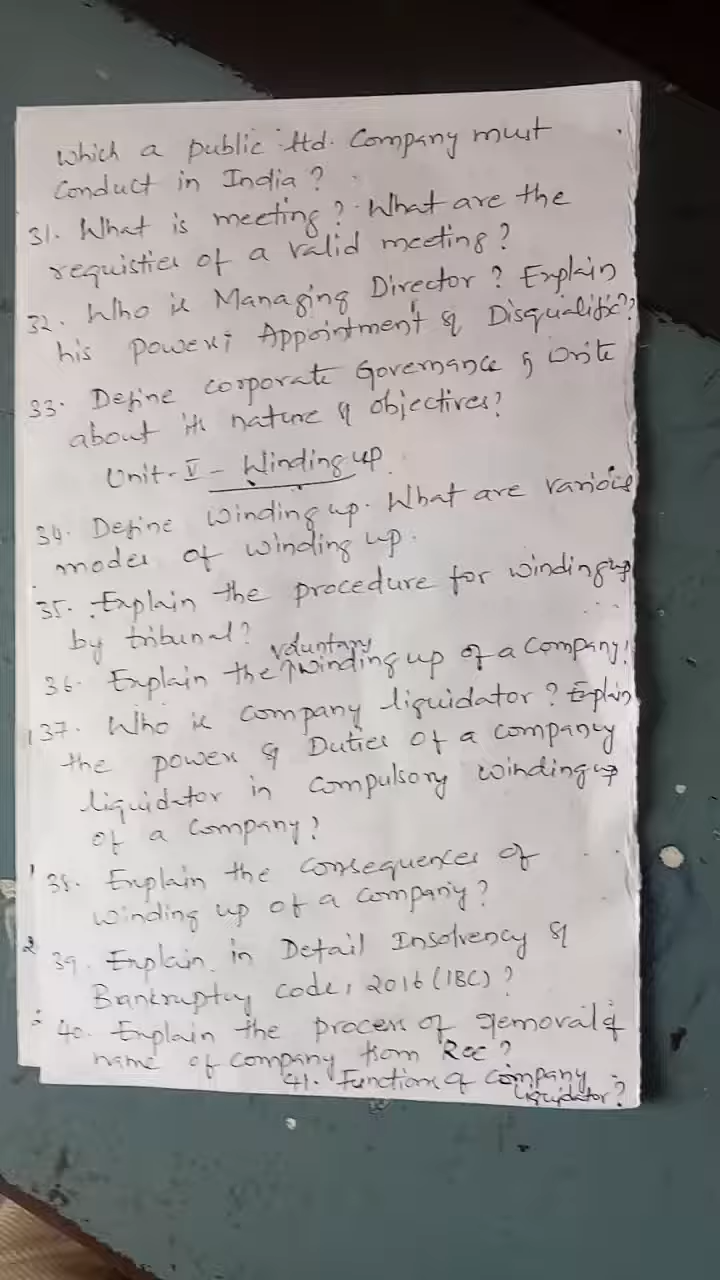 which a public ltd. Company must
Conduct in India?
31. What is meeting? What are the
requisties of a valid meeting?
32. Who is Managing Director? Explain
his powers; Appointment & Disqualific?
33. Define corporate Governance & write
about its nature & objectives?
Unit-V - Winding up
34. Define winding up. What are various
modes of winding up.
35. Explain the procedure for winding up
by tribunal?
36. Explain the voluntary winding up of a Company?
37. Who is company liquidator? Explain
the power & Duties of a company
liquidator in compulsory winding up
of a Company?
38. Explain the consequences of
winding up of a company?
39. Explain in Detail Insolvency &
Bankruptcy Code, 2016 (IBC)?
40. Explain the process of removal of
name of company from ROC?
41. Functions of Company
liquidator?